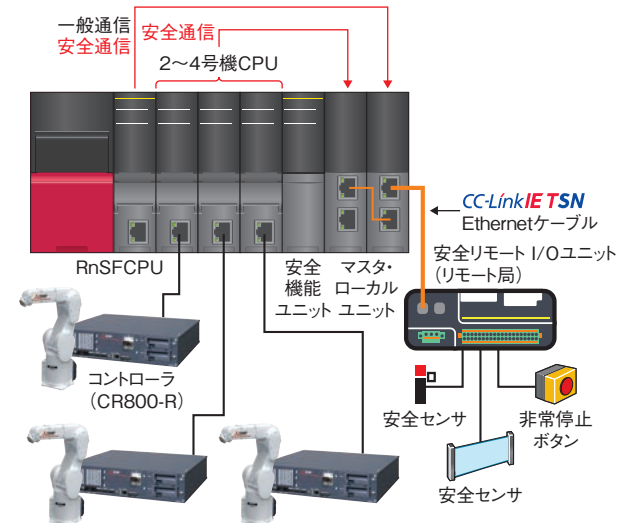 一般通信
安全通信
安全通信
2～4号機CPU
CC-Link IE TSN
Ethernetケーブル
安全リモート I/Oユニット
（リモート局）
RnSFCPU
安全
機能
ユニット
マスタ・
ローカル
ユニット
コントローラ
（CR800-R）
安全センサ
非常停止
ボタン
安全センサ